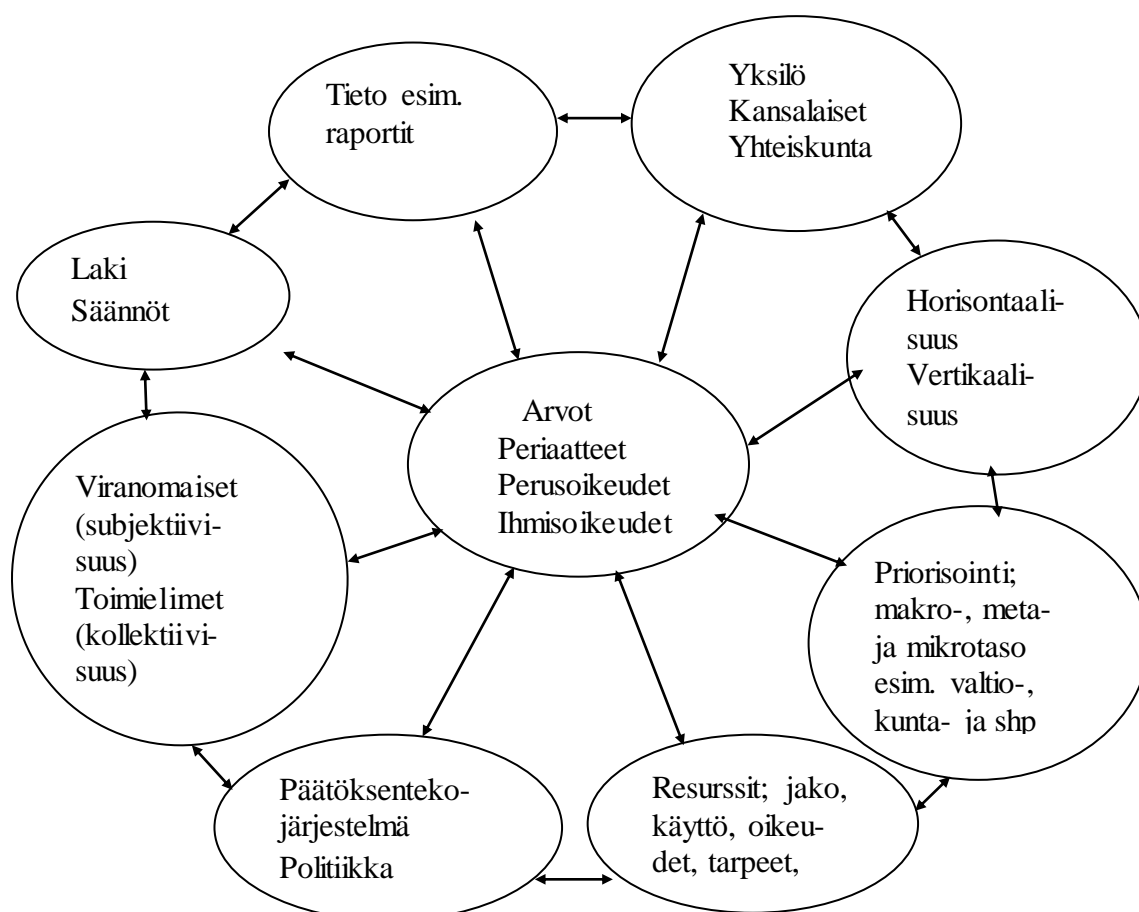 Tieto esim.
raportit
Yksilö
Kansalaiset
Yhteiskunta
Laki
Säännöt
Horisontaali-
suus
Vertikaali-
suus
Arvot
Periaatteet
Perusoikeudet
Ihmisoikeudet
Viranomaiset
(subjektiivi-
suus)
Toimielimet
(kollektiivi-
suus)
Priorisointi;
makro-, meta-
ja mikrotaso
esim. valtio-,
kunta- ja shp
Päätöksenteko-
järjestelmä
Politiikka
Resurssit; jako,
käyttö, oikeu-
det, tarpeet,